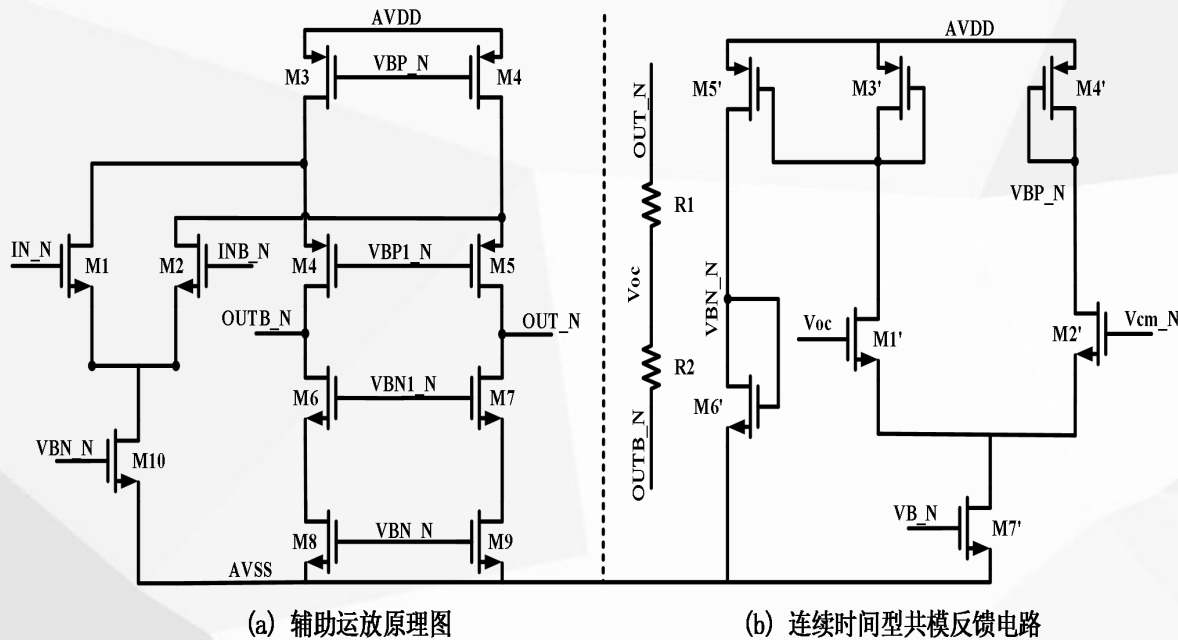 AVDD
M3
VBP_N
M4
IN_N
M1
M2
INB_N
M4
VBP1_N
M5
OUTB_N
OUT_N
M6
VBN1_N
M7
VBN_N
M10
M8
VBN_N
M9
AVSS
(a) 辅助运放原理图
AVDD
M5'
M3'
M4'
OUT_N
R1
Voc
R2
OUTB_N
VBP_N
VBN_N
Voc
M1'
M2'
Vcm_N
M6'
VB_N
M7'
(b) 连续时间型共模反馈电路